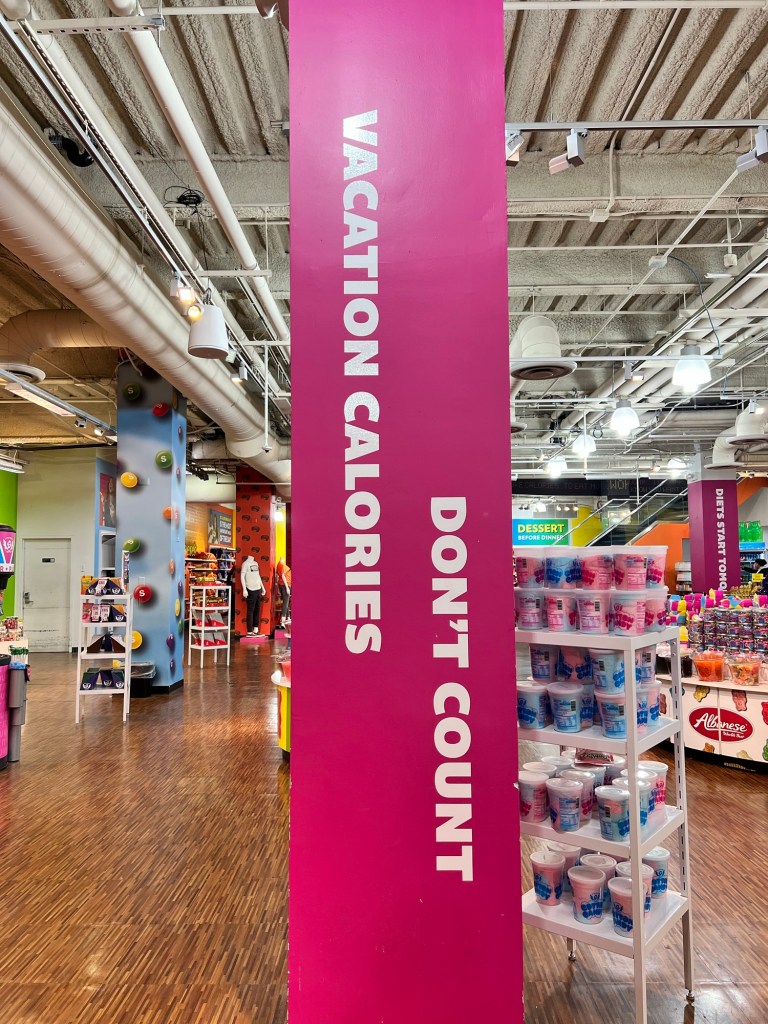 VACATION CALORIES
DON'T COUNT
DESSERT
BEFORE DINNER
DIETS START TOMO
Albanese